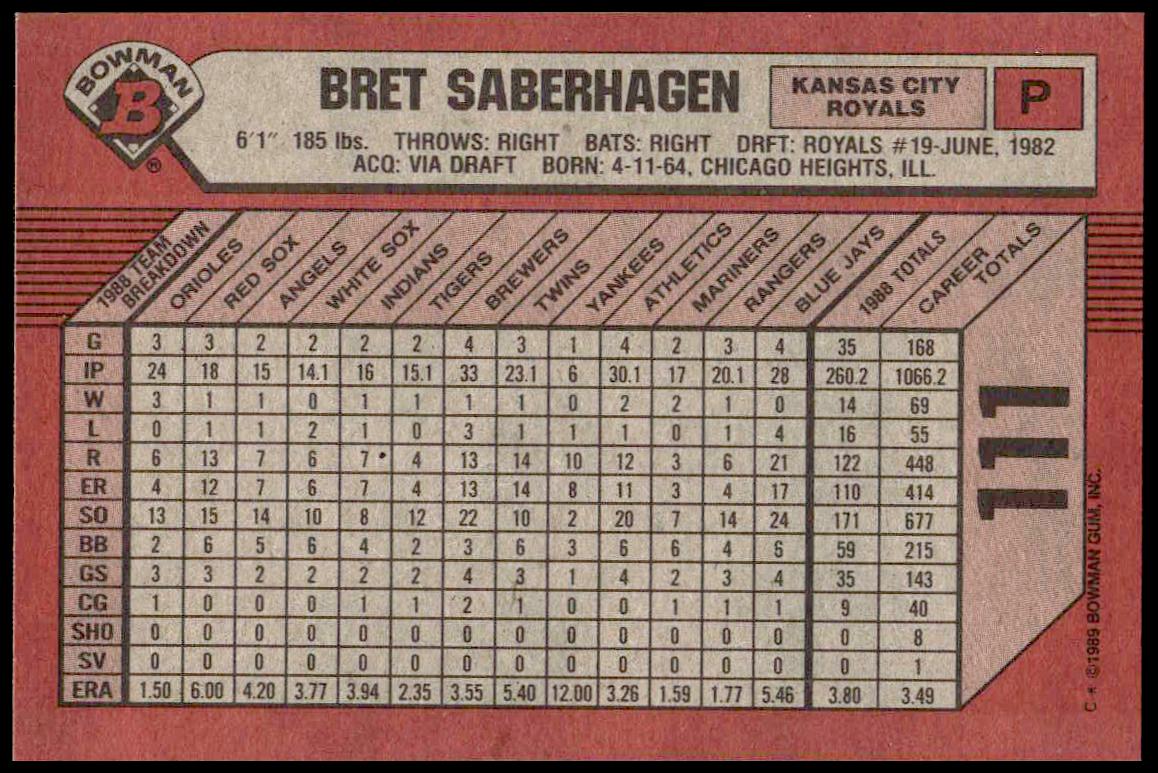 BOWMAN
B
®
BRET SABERHAGEN
KANSAS CITY
ROYALS
P
6'1" 185 lbs. THROWS: RIGHT BATS: RIGHT DRFT: ROYALS #19-JUNE, 1982
ACQ: VIA DRAFT BORN: 4-11-64, CHICAGO HEIGHTS, ILL.
1988 TEAM BREAKDOWN ORIOLES RED SOX ANGELS WHITE SOX INDIANS TIGERS BREWERS TWINS YANKEES ATHLETICS MARINERS RANGERS BLUE JAYS 1988 TOTALS CAREER TOTALS
G 3 3 2 2 2 2 4 3 1 4 2 3 4 35 168
IP 24 18 15 14.1 16 15.1 33 23.1 6 30.1 17 20.1 28 260.2 1066.2
W 3 1 1 0 1 1 1 1 0 2 2 1 0 14 69
L 0 1 1 2 1 0 3 1 1 1 0 1 4 16 55
R 6 13 7 6 7 4 13 14 10 12 3 6 21 122 448
ER 4 12 7 6 7 4 13 14 8 11 3 4 17 110 414
SO 13 15 14 10 8 12 22 10 2 20 7 14 24 171 677
BB 2 6 5 6 4 2 3 6 3 6 6 4 6 59 215
GS 3 3 2 2 2 2 4 3 1 4 2 3 4 35 143
CG 1 0 0 0 1 1 2 1 0 0 1 1 1 9 40
SHO 0 0 0 0 0 0 0 0 0 0 0 0 0 0 8
SV 0 0 0 0 0 0 0 0 0 0 0 0 0 0 1
ERA 1.50 6.00 4.20 3.77 3.94 2.35 3.55 5.40 12.00 3.26 1.59 1.77 5.46 3.80 3.49
111
C * ©1989 BOWMAN GUM, INC.